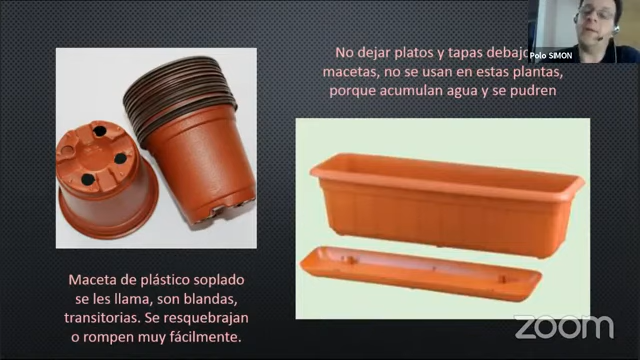 No dejar platos y tapas debajo
macetas, no se usan en estas plantas,
porque acumulan agua y se pudren
Polo SIMON
Maceta de plástico soplado
se les llama, son blandas,
transitorias. Se resquebrajan
o rompen muy fácilmente.
zoom